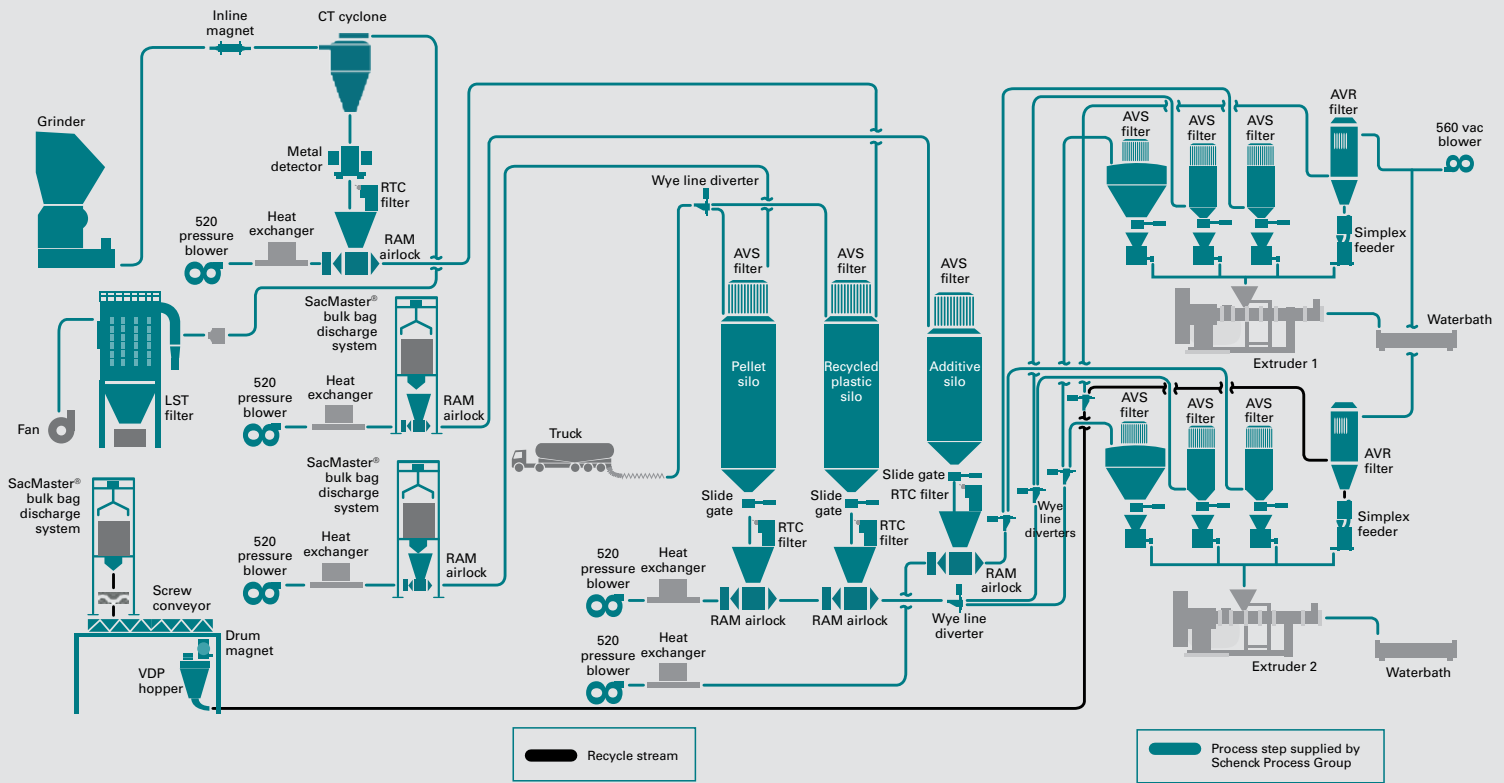 Inline
magnet
CT cyclone
Grinder
Metal
detector
RTC
filter
520
pressure
blower
Heat
exchanger
RAM
airlock
SacMaster®
bulk bag
discharge
system
520
pressure
blower
Heat
exchanger
RAM
airlock
LST
filter
Fan
SacMaster®
bulk bag
discharge
system
520
pressure
blower
Heat
exchanger
RAM
airlock
SacMaster®
bulk bag
discharge
system
Screw
conveyor
Drum
magnet
VDP
hopper
Truck
Wye line diverter
AVS
filter
AVS
filter
AVS
filter
Pellet
silo
Recycled
plastic
silo
Additive
silo
Slide
gate
Slide
gate
Slide gate
RTC filter
RTC
filter
RTC
filter
520
pressure
blower
Heat
exchanger
RAM airlock
RAM airlock
RAM
airlock
Wye line
diverter
Wye
line
diverters
520
pressure
blower
Heat
exchanger
AVS
filter
AVS
filter
AVS
filter
AVR
filter
560 vac
blower
Simplex
feeder
Extruder 1
Waterbath
AVS
filter
AVS
filter
AVS
filter
AVR
filter
Simplex
feeder
Extruder 2
Waterbath
Recycle stream
Process step supplied by
Schenck Process Group